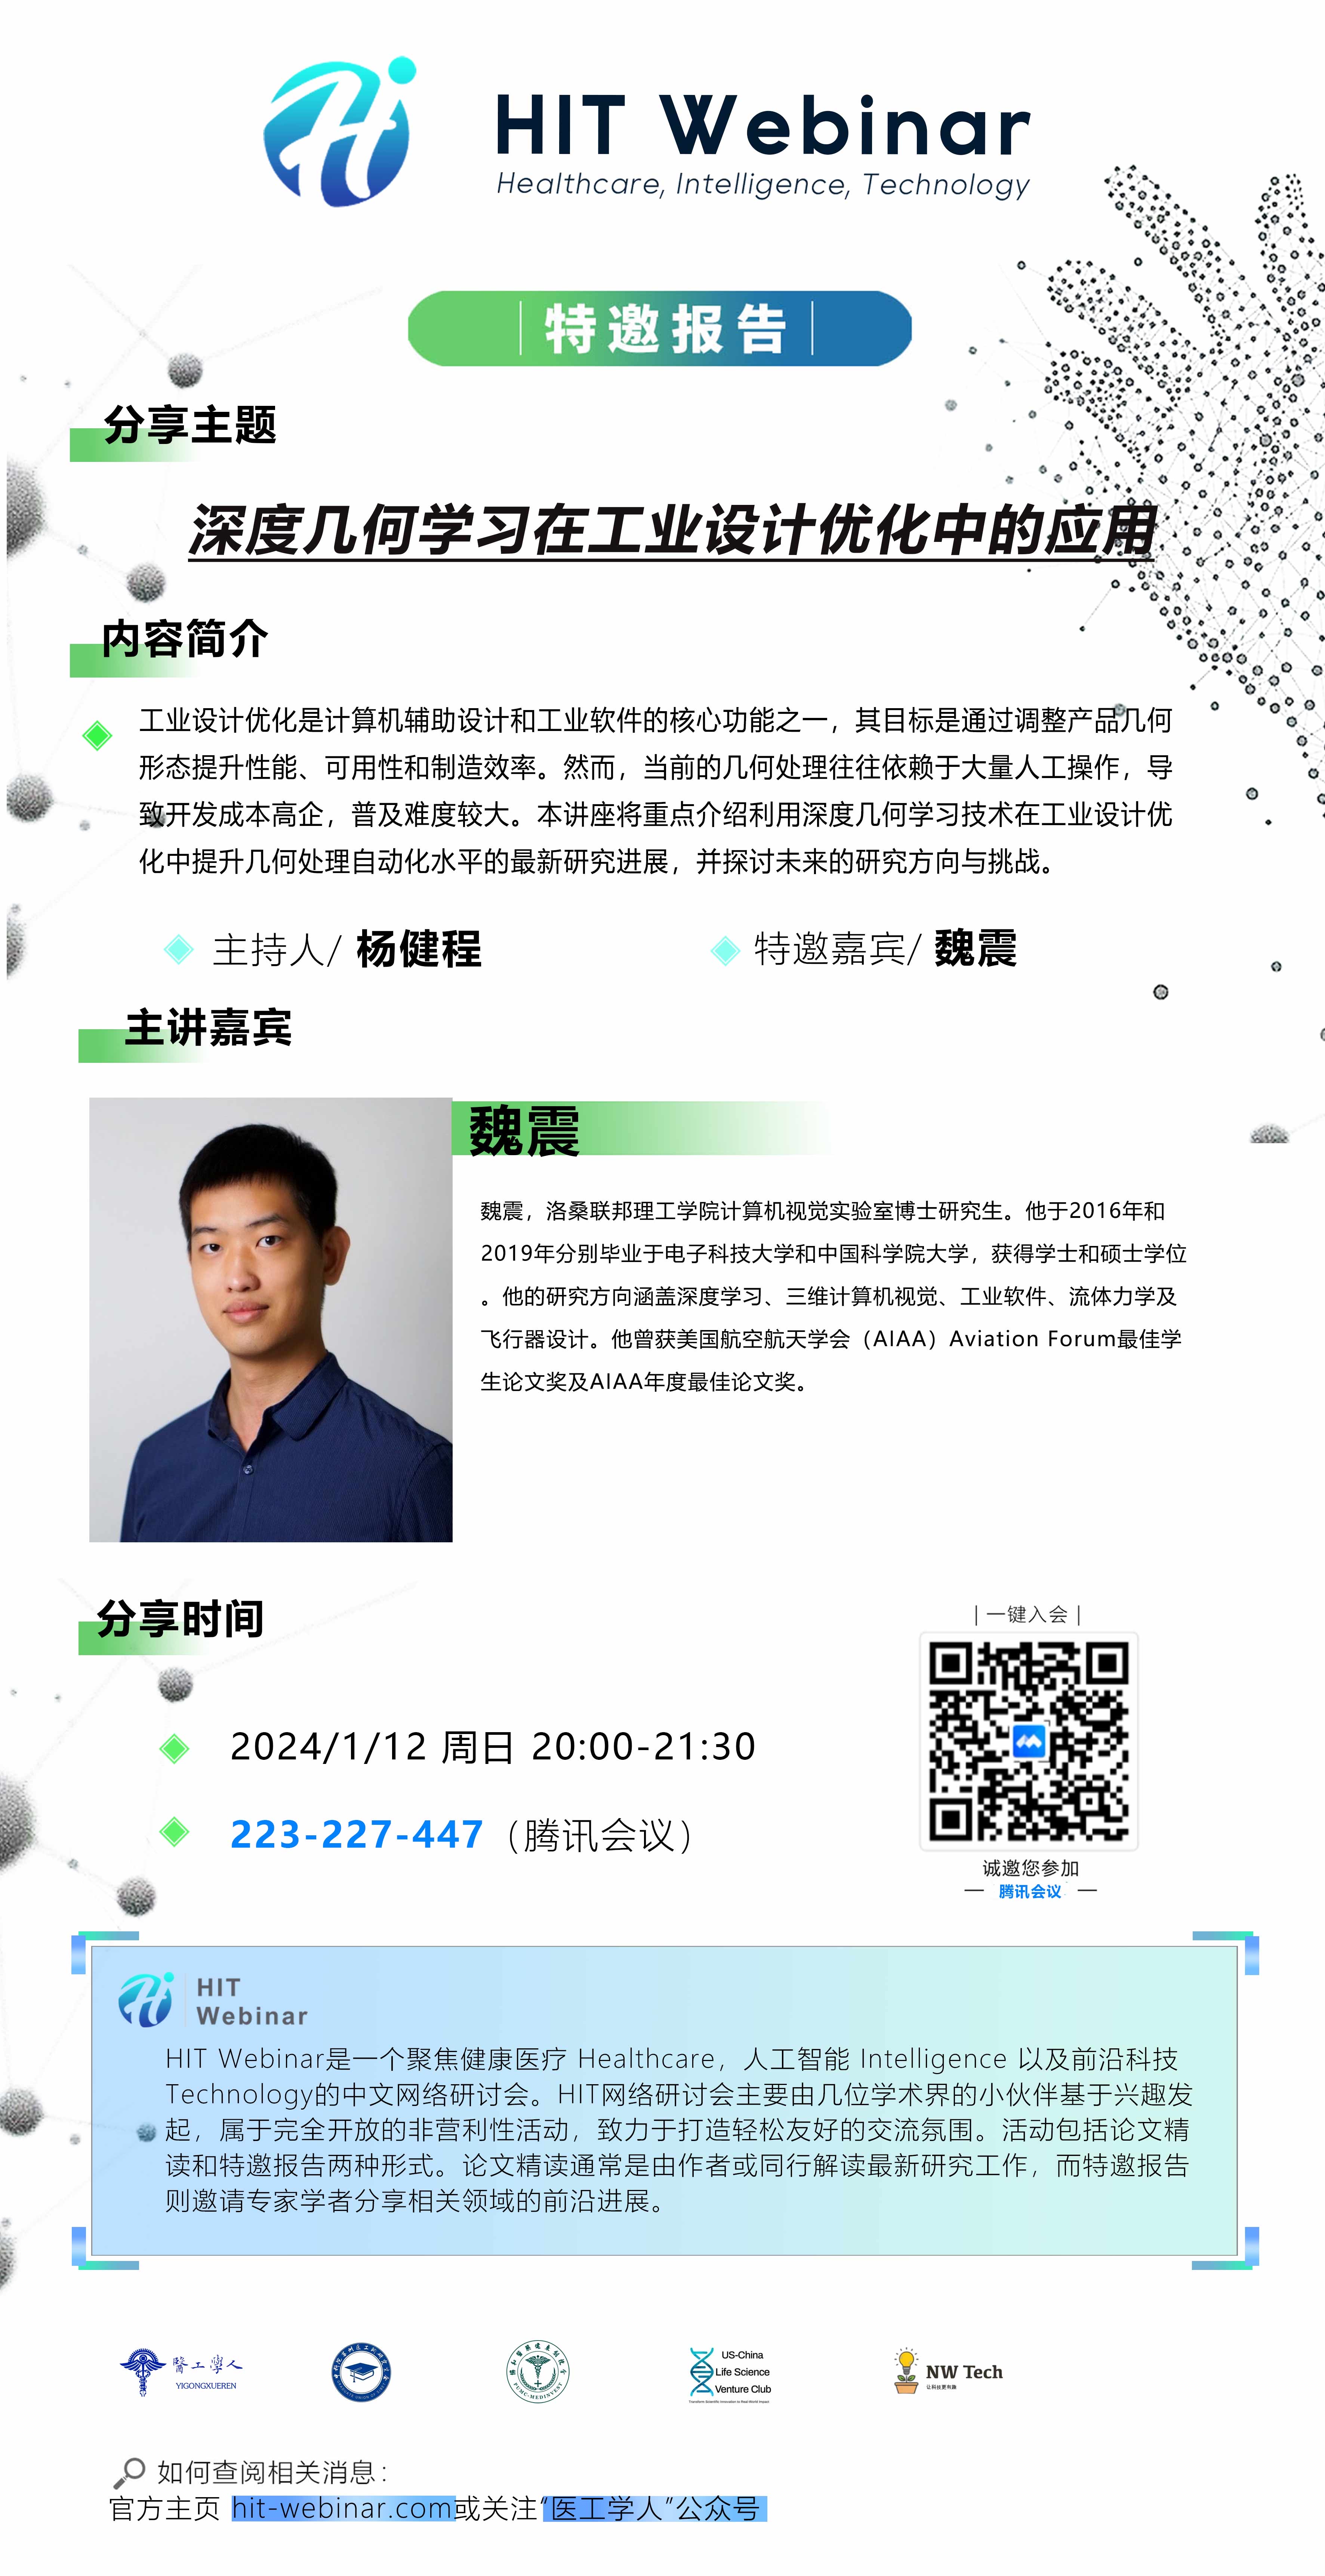 HIT Webinar
Healthcare, Intelligence, Technology
特邀报告
分享主题
深度几何学习在工业设计优化中的应用
内容简介
工业设计优化是计算机辅助设计和工业软件的核心功能之一，其目标是通过调整产品几何
形态提升性能、可用性和制造效率。然而，当前的几何处理往往依赖于大量人工操作，导
致开发成本高企，普及难度较大。本讲座将重点介绍利用深度几何学习技术在工业设计优
化中提升几何处理自动化水平的最新研究进展，并探讨未来的研究方向与挑战。
主持人/ 杨健程
特邀嘉宾/ 魏震
主讲嘉宾
魏震
魏震，洛桑联邦理工学院计算机视觉实验室博士研究生。他于2016年和
2019年分别毕业于电子科技大学和中国科学院大学，获得学士和硕士学位
。他的研究方向涵盖深度学习、三维计算机视觉、工业软件、流体力学及
飞行器设计。他曾获美国航空航天学会（AIAA）Aviation Forum最佳学
生论文奖及AIAA年度最佳论文奖。
分享时间
2024/1/12 周日 20:00-21:30
223-227-447（腾讯会议）
| 一键入会 |
诚邀您参加
— 腾讯会议 —
HIT
Webinar
HIT Webinar是一个聚焦健康医疗 Healthcare，人工智能 Intelligence 以及前沿科技
Technology的中文网络研讨会。HIT网络研讨会主要由几位学术界的小伙伴基于兴趣发
起，属于完全开放的非营利性活动，致力于打造轻松友好的交流氛围。活动包括论文精
读和特邀报告两种形式。论文精读通常是由作者或同行解读最新研究工作，而特邀报告
则邀请专家学者分享相关领域的前沿进展。
醫工學人
YIGONGXUEREN
PUMC-MEDINVEST
US-China
Life Science
Venture Club
Transform Scientific Innovation to Real-World Impact
NW Tech
让科技更有趣
如何查阅相关消息：
官方主页 hit-webinar.com或关注“医工学人”公众号